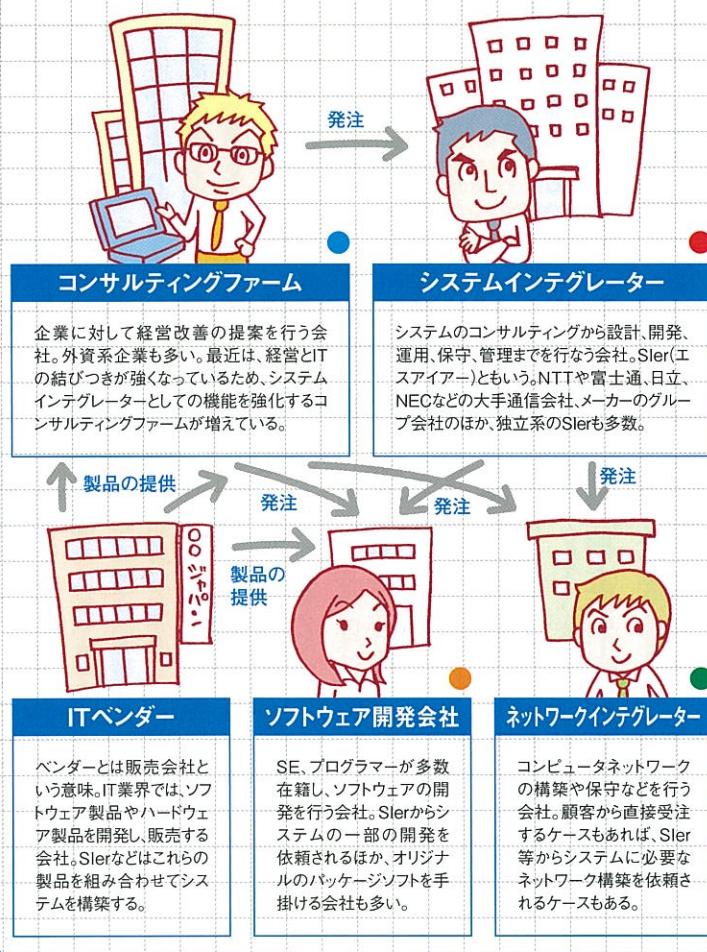 発注
コンサルティングファーム
企業に対して経営改善の提案を行う会
社。外資系企業も多い。最近は、経営とIT
の結びつきが強くなっているため、システム
インテグレーターとしての機能を強化するコ
ンサルティングファームが増えている。
システムインテグレーター
システムのコンサルティングから設計、開発、
運用、保守、管理までを行なう会社。SIer(エ
スアイアー)ともいう。NTTや富士通、日立、
NECなどの大手通信会社、メーカーのグルー
プ会社のほか、独立系のSIerも多数。
製品の提供
発注
発注
発注
製品の
提供
○○ジャパン
ITベンダー
ベンダーとは販売会社と
いう意味。IT業界では、ソフ
トウェア製品やハードウェ
ア製品を開発し、販売する
会社。SIerなどはこれらの
製品を組み合わせてシス
テムを構築する。
ソフトウェア開発会社
SE、プログラマーが多数
在籍し、ソフトウェアの開
発を行う会社。SIerからシ
ステムの一部の開発を
依頼されるほか、オリジナ
ルのパッケージソフトを手
掛ける会社も多い。
ネットワークインテグレーター
コンピュータネットワーク
の構築や保守などを行う
会社。顧客から直接受注
するケースもあれば、SIer
等からシステムに必要な
ネットワーク構築を依頼さ
れるケースもある。